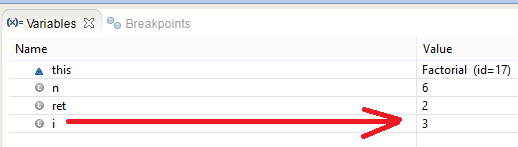 (x)= Variables Breakpoints
Name Value
this Factorial (id=17)
n 6
ret 2
i 3